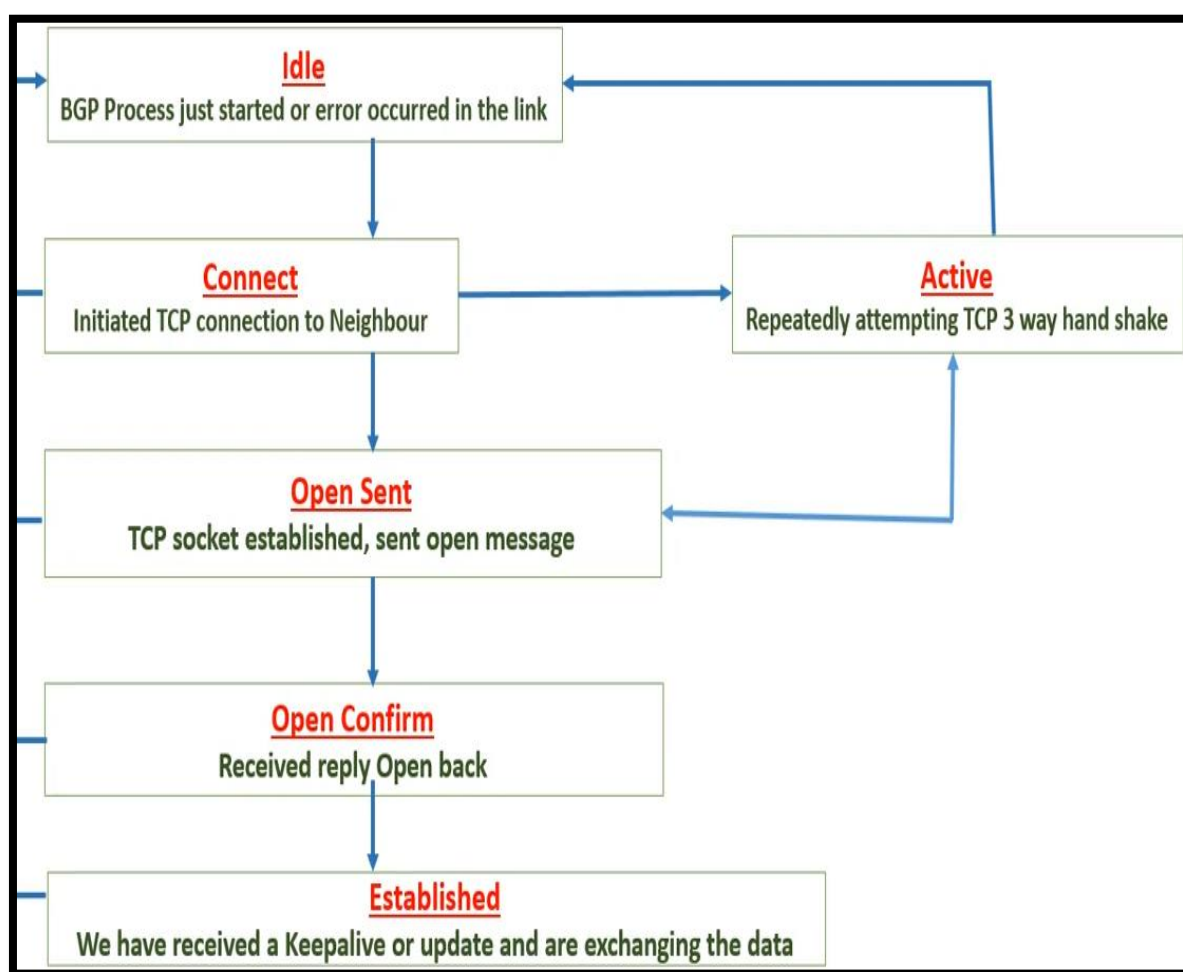 Idle
BGP Process just started or error occurred in the link
Connect
Initiated TCP connection to Neighbour
Active
Repeatedly attempting TCP 3 way hand shake
Open Sent
TCP socket established, sent open message
Open Confirm
Received reply Open back
Established
We have received a Keepalive or update and are exchanging the data